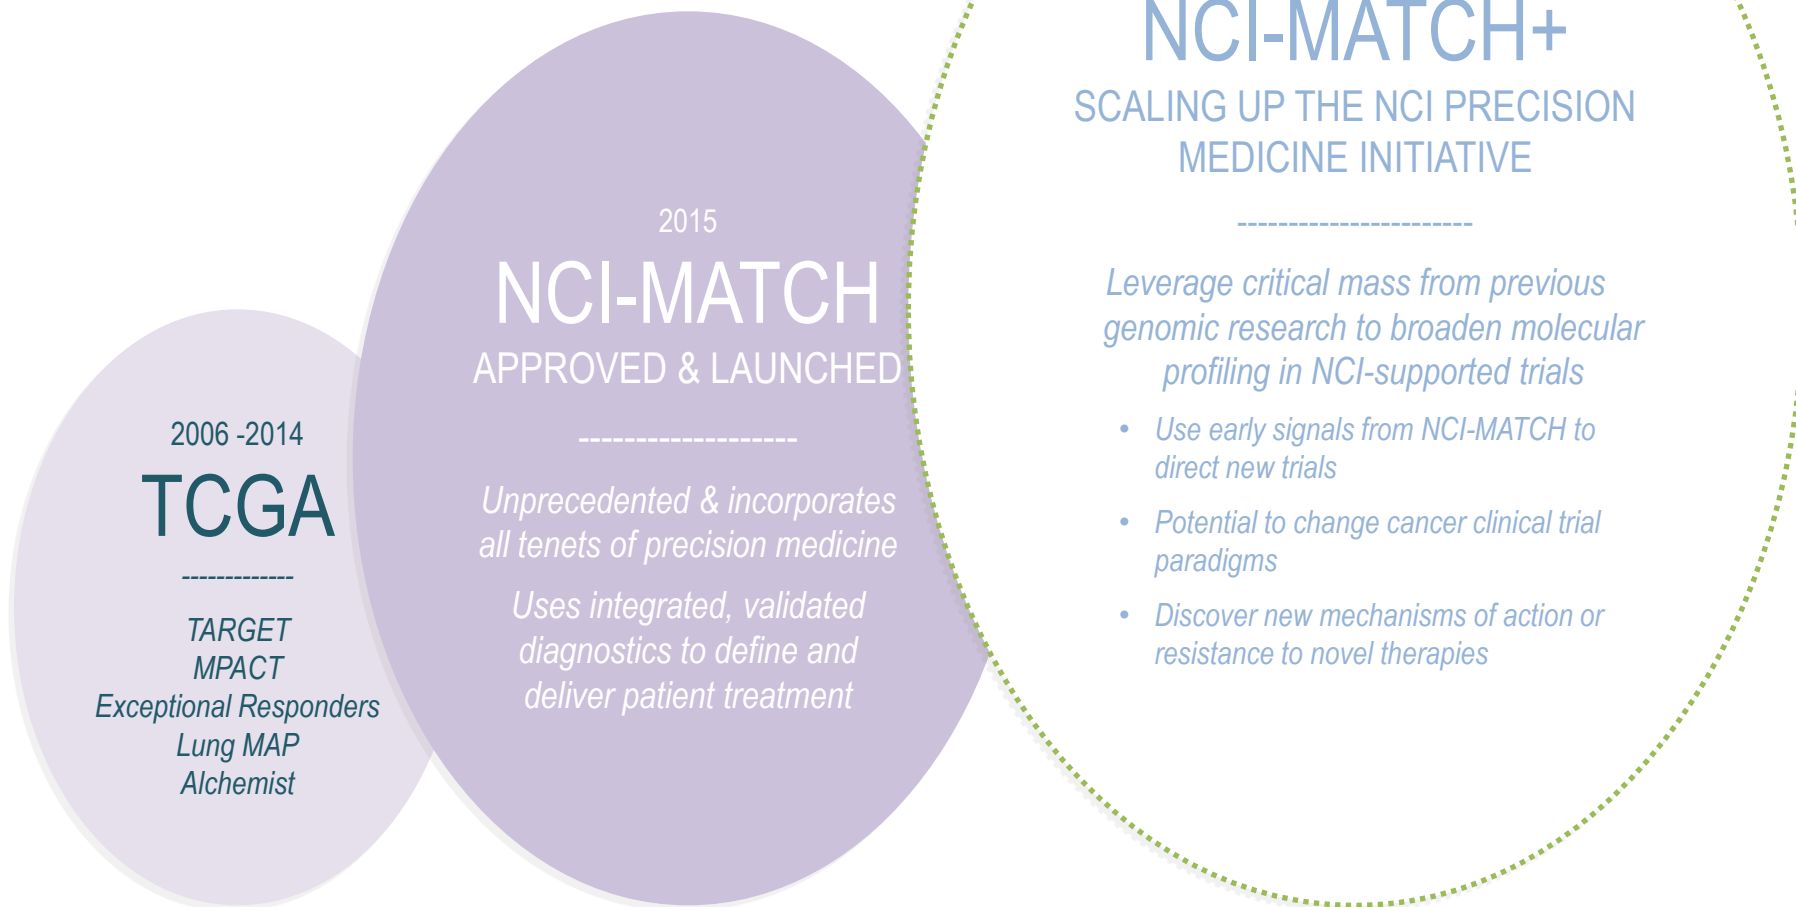 2006 -2014
TCGA
-------------
TARGET
MPACT
Exceptional Responders
Lung MAP
Alchemist
2015
NCI-MATCH
APPROVED & LAUNCHED
-------------------
Unprecedented & incorporates
all tenets of precision medicine
Uses integrated, validated
diagnostics to define and
deliver patient treatment
NCI-MATCH+
SCALING UP THE NCI PRECISION
MEDICINE INITIATIVE
-----------------------
Leverage critical mass from previous
genomic research to broaden molecular
profiling in NCI-supported trials
• Use early signals from NCI-MATCH to
direct new trials
• Potential to change cancer clinical trial
paradigms
• Discover new mechanisms of action or
resistance to novel therapies